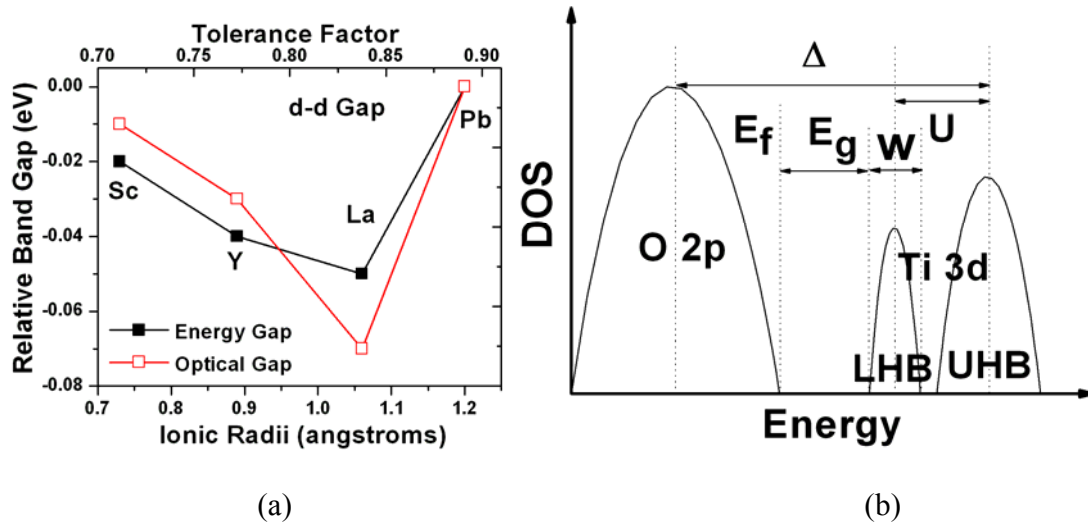 Tolerance Factor
0.70 0.75 0.80 0.85 0.90
Relative Band Gap (eV)
0.00
-0.02
-0.04
-0.06
-0.08
d-d Gap
Pb
Sc
La
Y
Energy Gap
Optical Gap
0.7 0.8 0.9 1.0 1.1 1.2
Ionic Radii (angstroms)
(a)
DOS
Δ
E_f E_g W U
O 2p
Ti 3d
LHB UHB
Energy
(b)